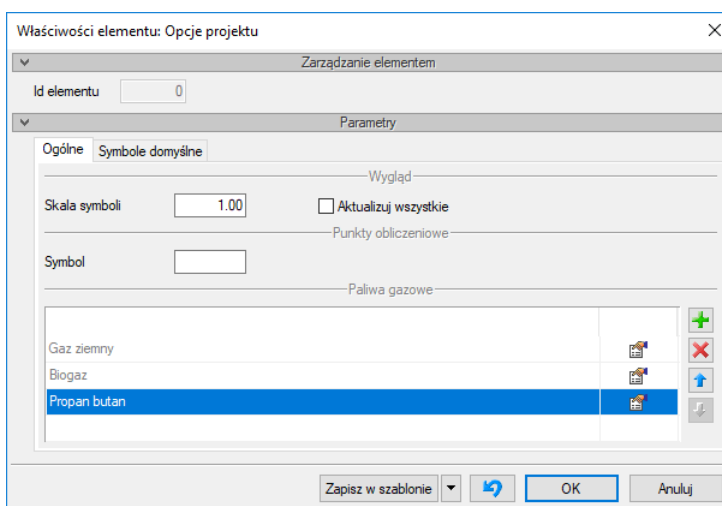 Właściwości elementu: Opcje projektu
Zarządzanie elementem
Id elementu 0
Parametry
Ogólne Symbole domyślne
Wygląd
Skala symboli 1.00 Aktualizuj wszystkie
Punkty obliczeniowe
Symbol
Paliwa gazowe
Gaz ziemny
Biogaz
Propan butan
Zapisz w szablonie OK Anuluj